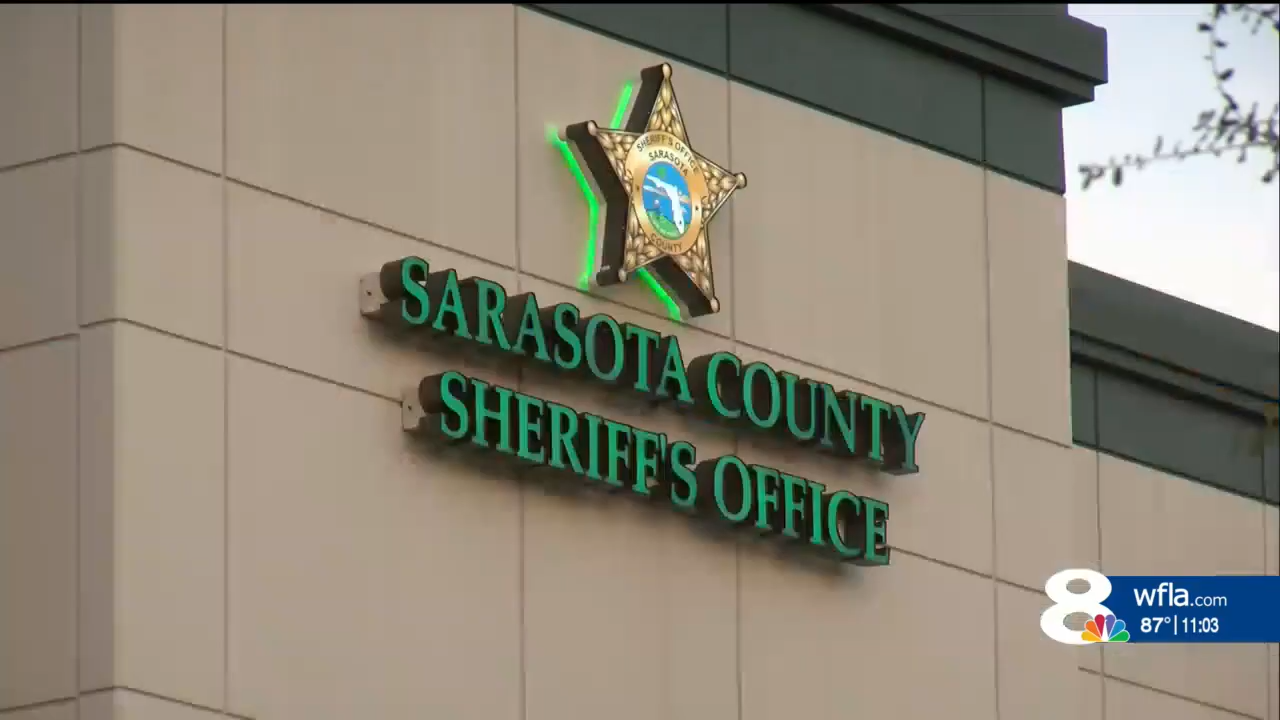 SHERIFF'S OFFICE
SARASOTA
COUNTY
SARASOTA COUNTY
SHERIFF'S OFFICE
8
wfla.com
87° | 11:03